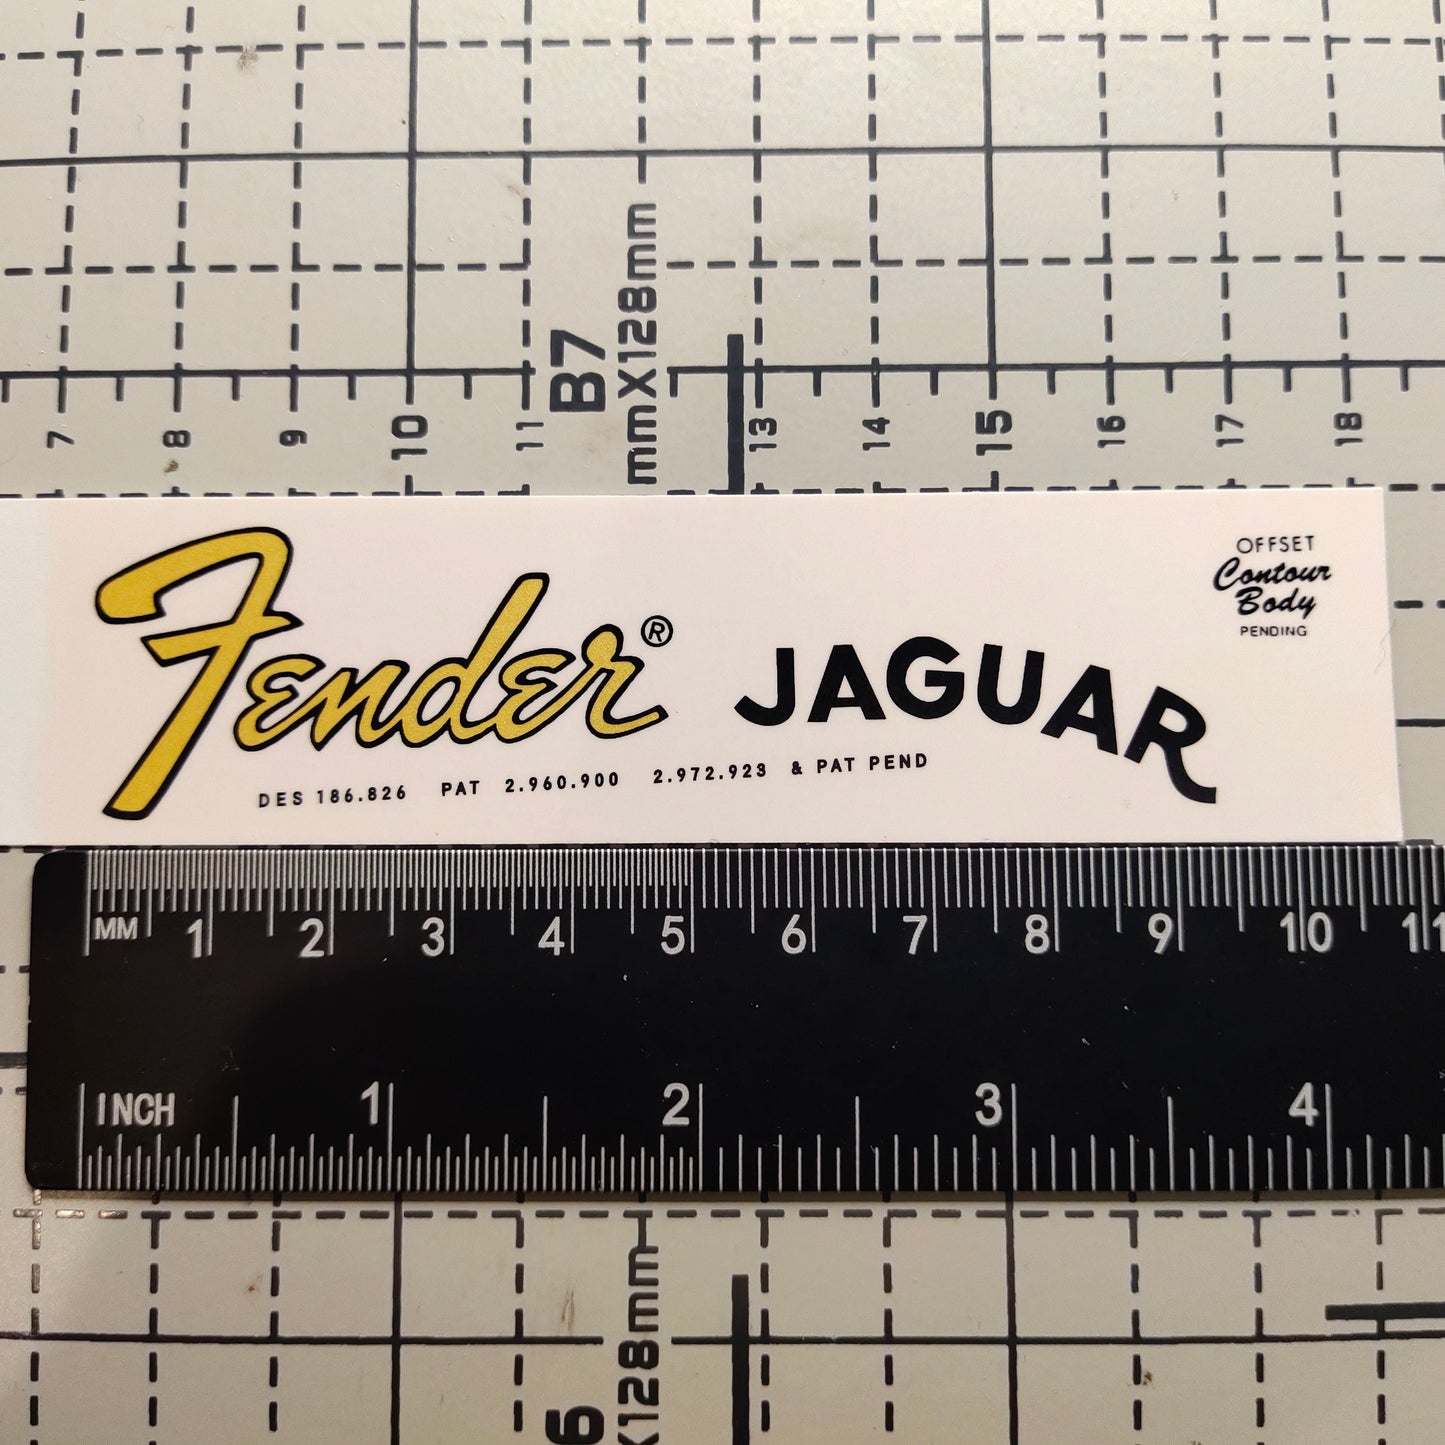 7 8 9 10 11 13 14 15 16 17 18
B7
mmX128mm
OFFSET
Contour
Body
PENDING
Fender® JAGUAR
DES 186.826 PAT 2.960.900 2.972.923 & PAT PEND
MM 1 2 3 4 5 6 7 8 9 10 11
INCH 1 2 3 4
6
X128mm